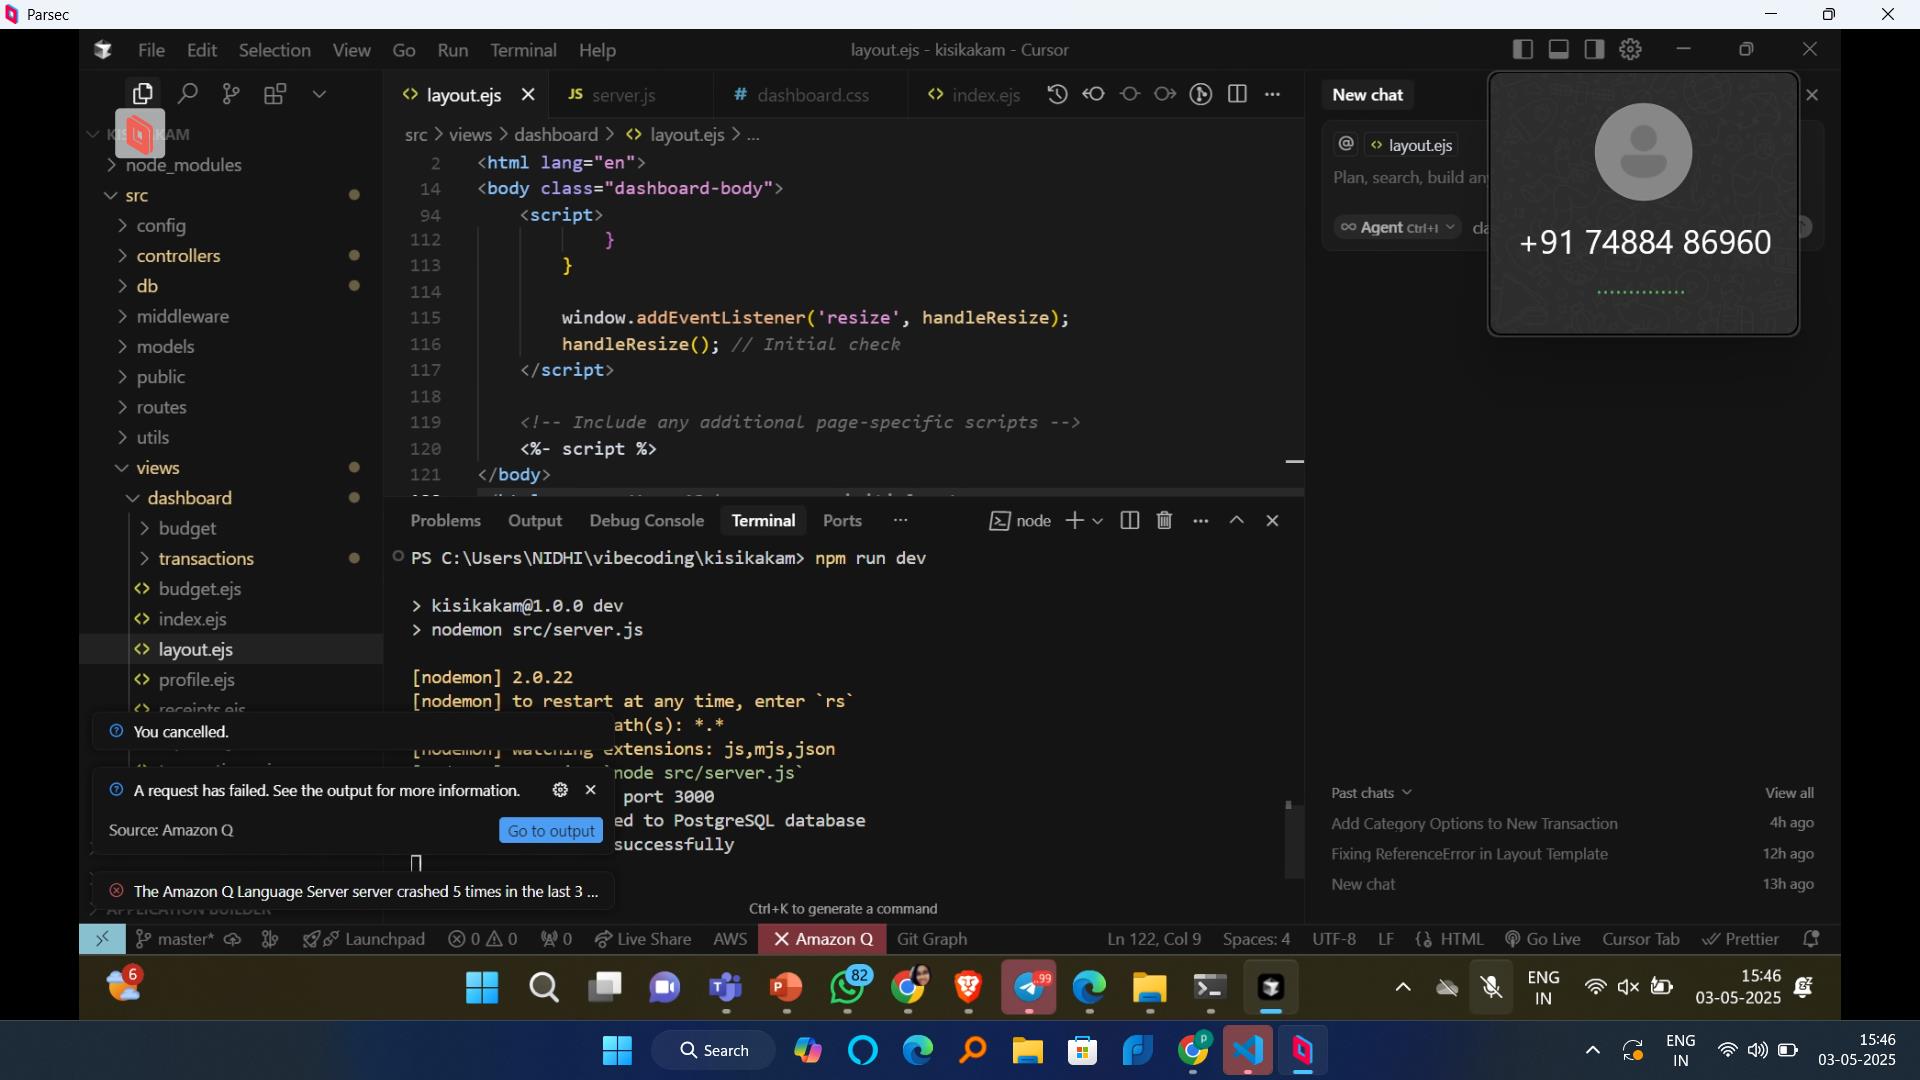 Parsec
File Edit Selection View Go Run Terminal Help
layout.ejs - kisikakam - Cursor
layout.ejs
JS server.js
# dashboard.css
index.ejs
New chat
src > views > dashboard > <> layout.ejs > ...
node_modules
src
config
controllers
db
middleware
models
public
routes
utils
views
dashboard
budget
transactions
budget.ejs
index.ejs
layout.ejs
profile.ejs
receipts.ejs
2 <html lang="en">
14 <body class="dashboard-body">
94 <script>
112 }
113 }
114
115 window.addEventListener('resize', handleResize);
116 handleResize(); // Initial check
117 </script>
118
119 <!-- Include any additional page-specific scripts -->
120 <%- script %>
121 </body>
@ <> layout.ejs
Plan, search, build an
Agent Ctrl+I
+91 74884 86960
Problems Output Debug Console Terminal Ports
node
PS C:\Users\NIDHI\vibecoding\kisikakam> npm run dev
> kisikakam@1.0.0 dev
> nodemon src/server.js
[nodemon] 2.0.22
[nodemon] to restart at any time, enter `rs`
ath(s): *.*
[nodemon] watching extensions: js,mjs,json
node src/server.js`
port 3000
ed to PostgreSQL database
successfully
You cancelled.
A request has failed. See the output for more information.
Source: Amazon Q
Go to output
The Amazon Q Language Server server crashed 5 times in the last 3 ...
APPLICATION BUILDER
Ctrl+K to generate a command
Past chats
View all
Add Category Options to New Transaction 4h ago
Fixing ReferenceError in Layout Template 12h ago
New chat 13h ago
master* Launchpad 0 0 0 Live Share AWS Amazon Q Git Graph
Ln 122, Col 9 Spaces: 4 UTF-8 LF {} HTML Go Live Cursor Tab Prettier
6
82
.99
ENG
IN
15:46
03-05-2025
Search
ENG
IN
15:46
03-05-2025